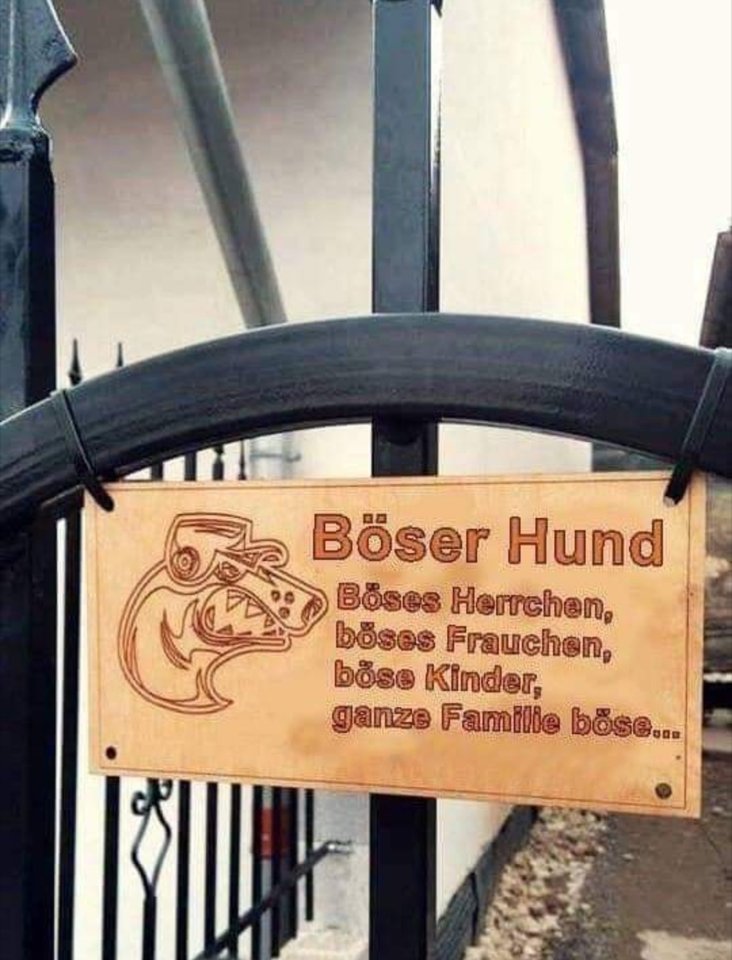 Böser Hund
Böses Herrchen,
böses Frauchen,
böse Kinder,
ganze Familie böse...